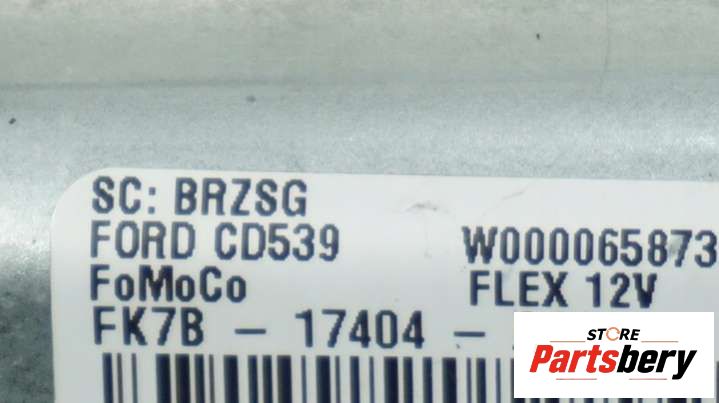 SC: BRZSG
FORD CD539
W000065873
FoMoCo
FLEX 12V
FK7B - 17404 -
STORE
Partsbery